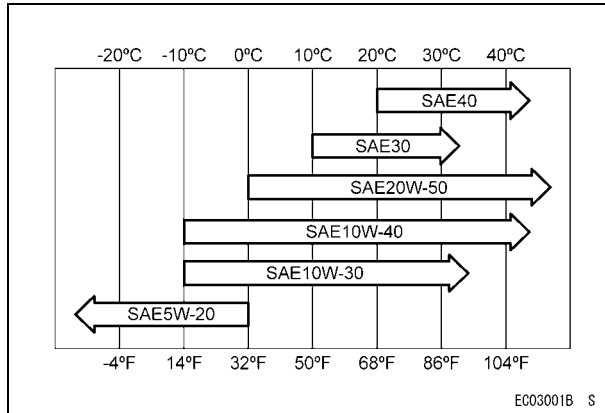 -20ºC -10ºC 0ºC 10ºC 20ºC 30ºC 40ºC
SAE40
SAE30
SAE20W-50
SAE10W-40
SAE10W-30
SAE5W-20
-4ºF 14ºF 32ºF 50ºF 68ºF 86ºF 104ºF
EC03001B S